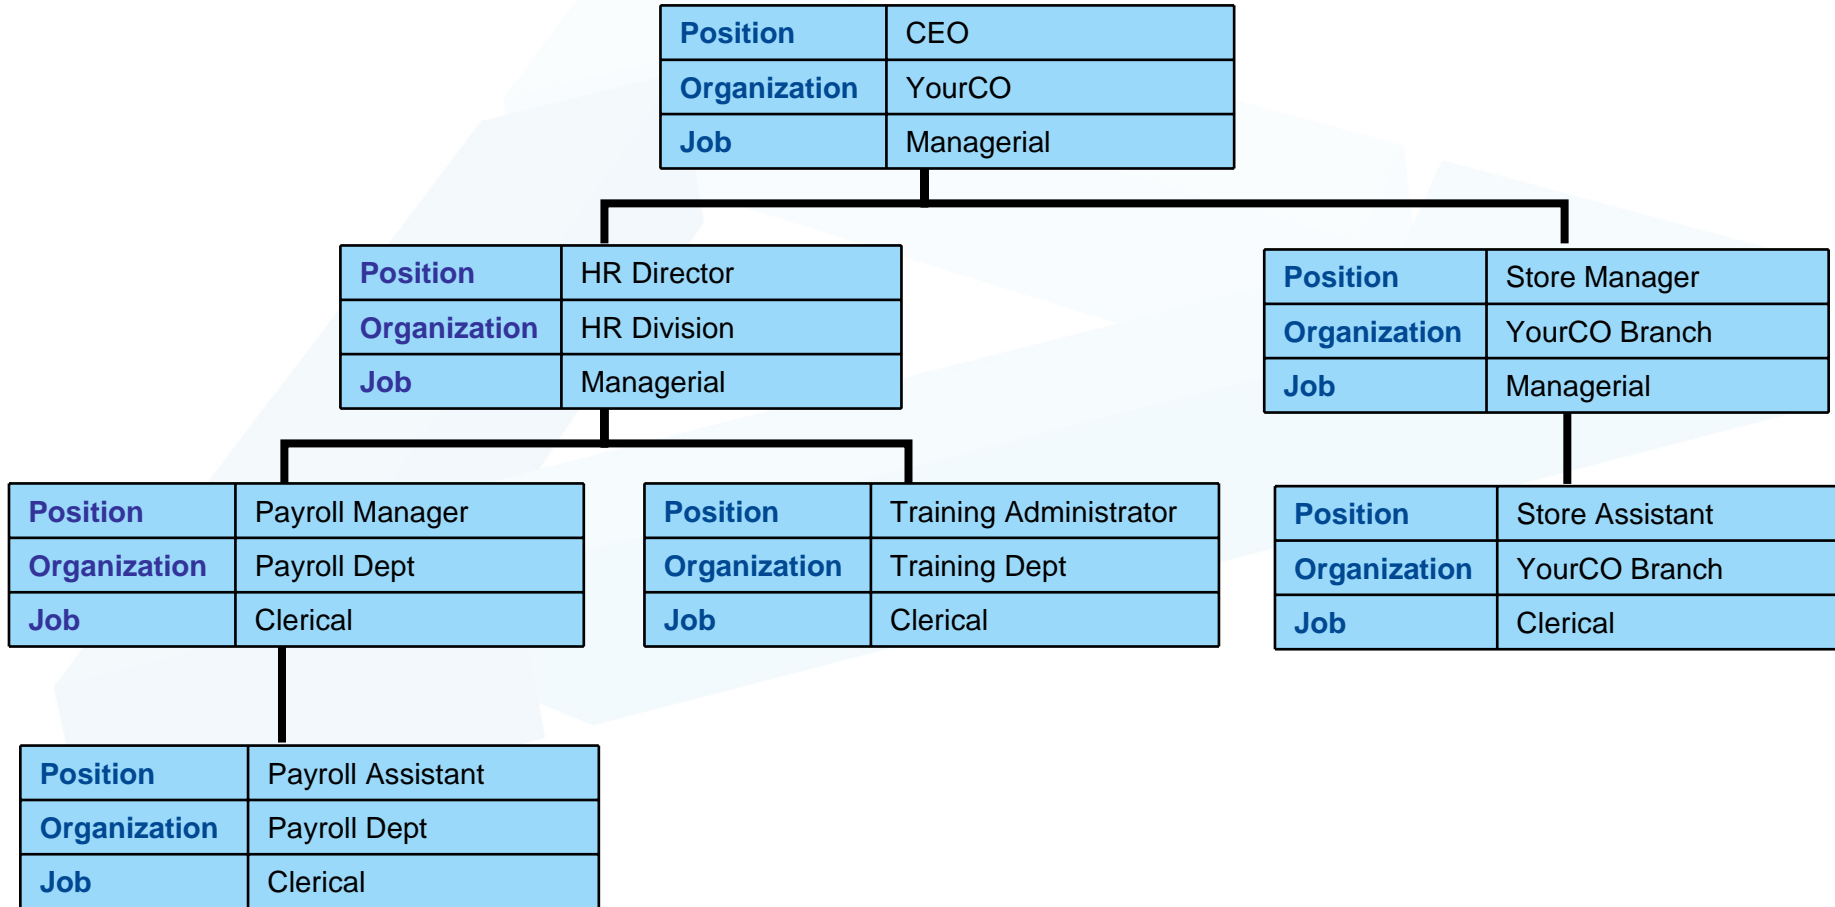 Position CEO
Organization YourCO
Job Managerial
Position HR Director
Organization HR Division
Job Managerial
Position Store Manager
Organization YourCO Branch
Job Managerial
Position Payroll Manager
Organization Payroll Dept
Job Clerical
Position Training Administrator
Organization Training Dept
Job Clerical
Position Store Assistant
Organization YourCO Branch
Job Clerical
Position Payroll Assistant
Organization Payroll Dept
Job Clerical